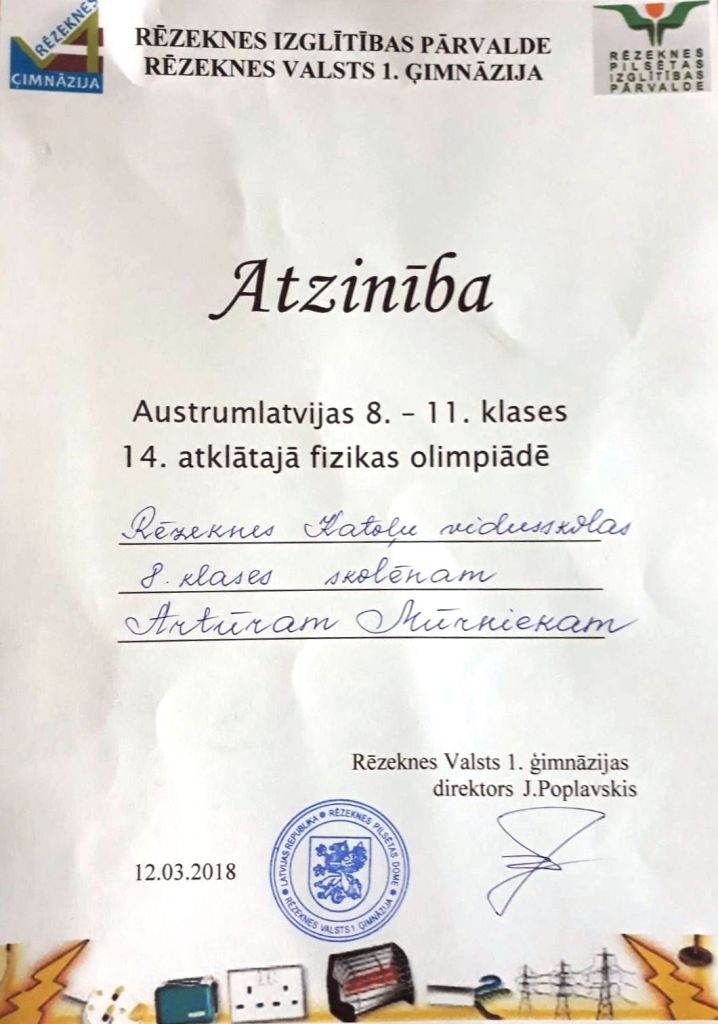 RĒZEKNES
ĢIMNĀZIJA
RĒZEKNES IZGLĪTĪBAS PĀRVALDE
RĒZEKNES VALSTS 1. ĢIMNĀZIJA
RĒZEKNES
PILSĒTAS
IZGLĪTĪBAS
PĀRVALDE
Atzinība
Austrumlatvijas 8. – 11. klases
14. atklātajā fizikas olimpiādē
Rēzeknes Katoļu vidusskolas
8. klases skolēnam
Artūram Mūrniekam
Rēzeknes Valsts 1. ģimnāzijas
direktors J.Poplavskis
12.03.2018
LATVIJAS REPUBLIKA • RĒZEKNES PILSĒTAS DOME •
RĒZEKNES VALSTS 1. ĢIMNĀZIJA